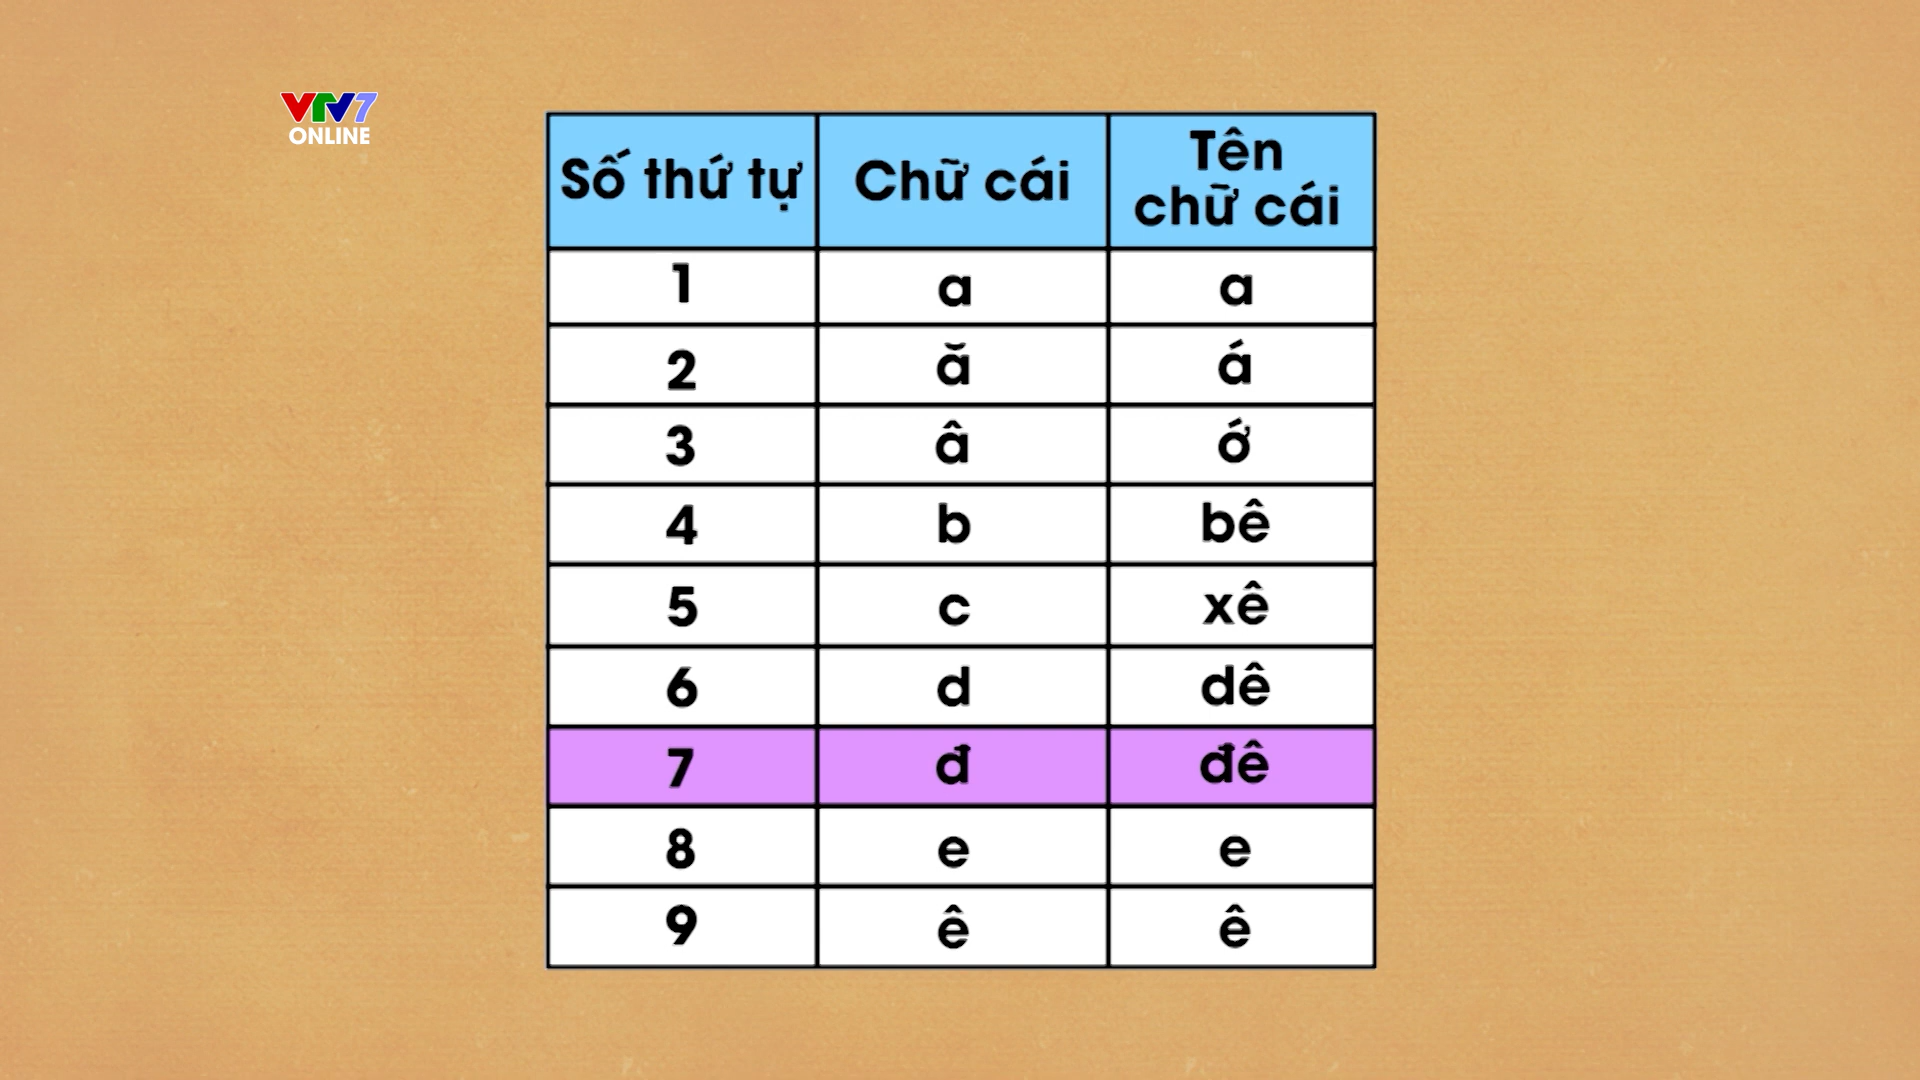 VTV7
ONLINE
Số thứ tự Chữ cái Tên chữ cái
1 a a
2 ă á
3 â ớ
4 b bê
5 c xê
6 d dê
7 đ đê
8 e e
9 ê ê